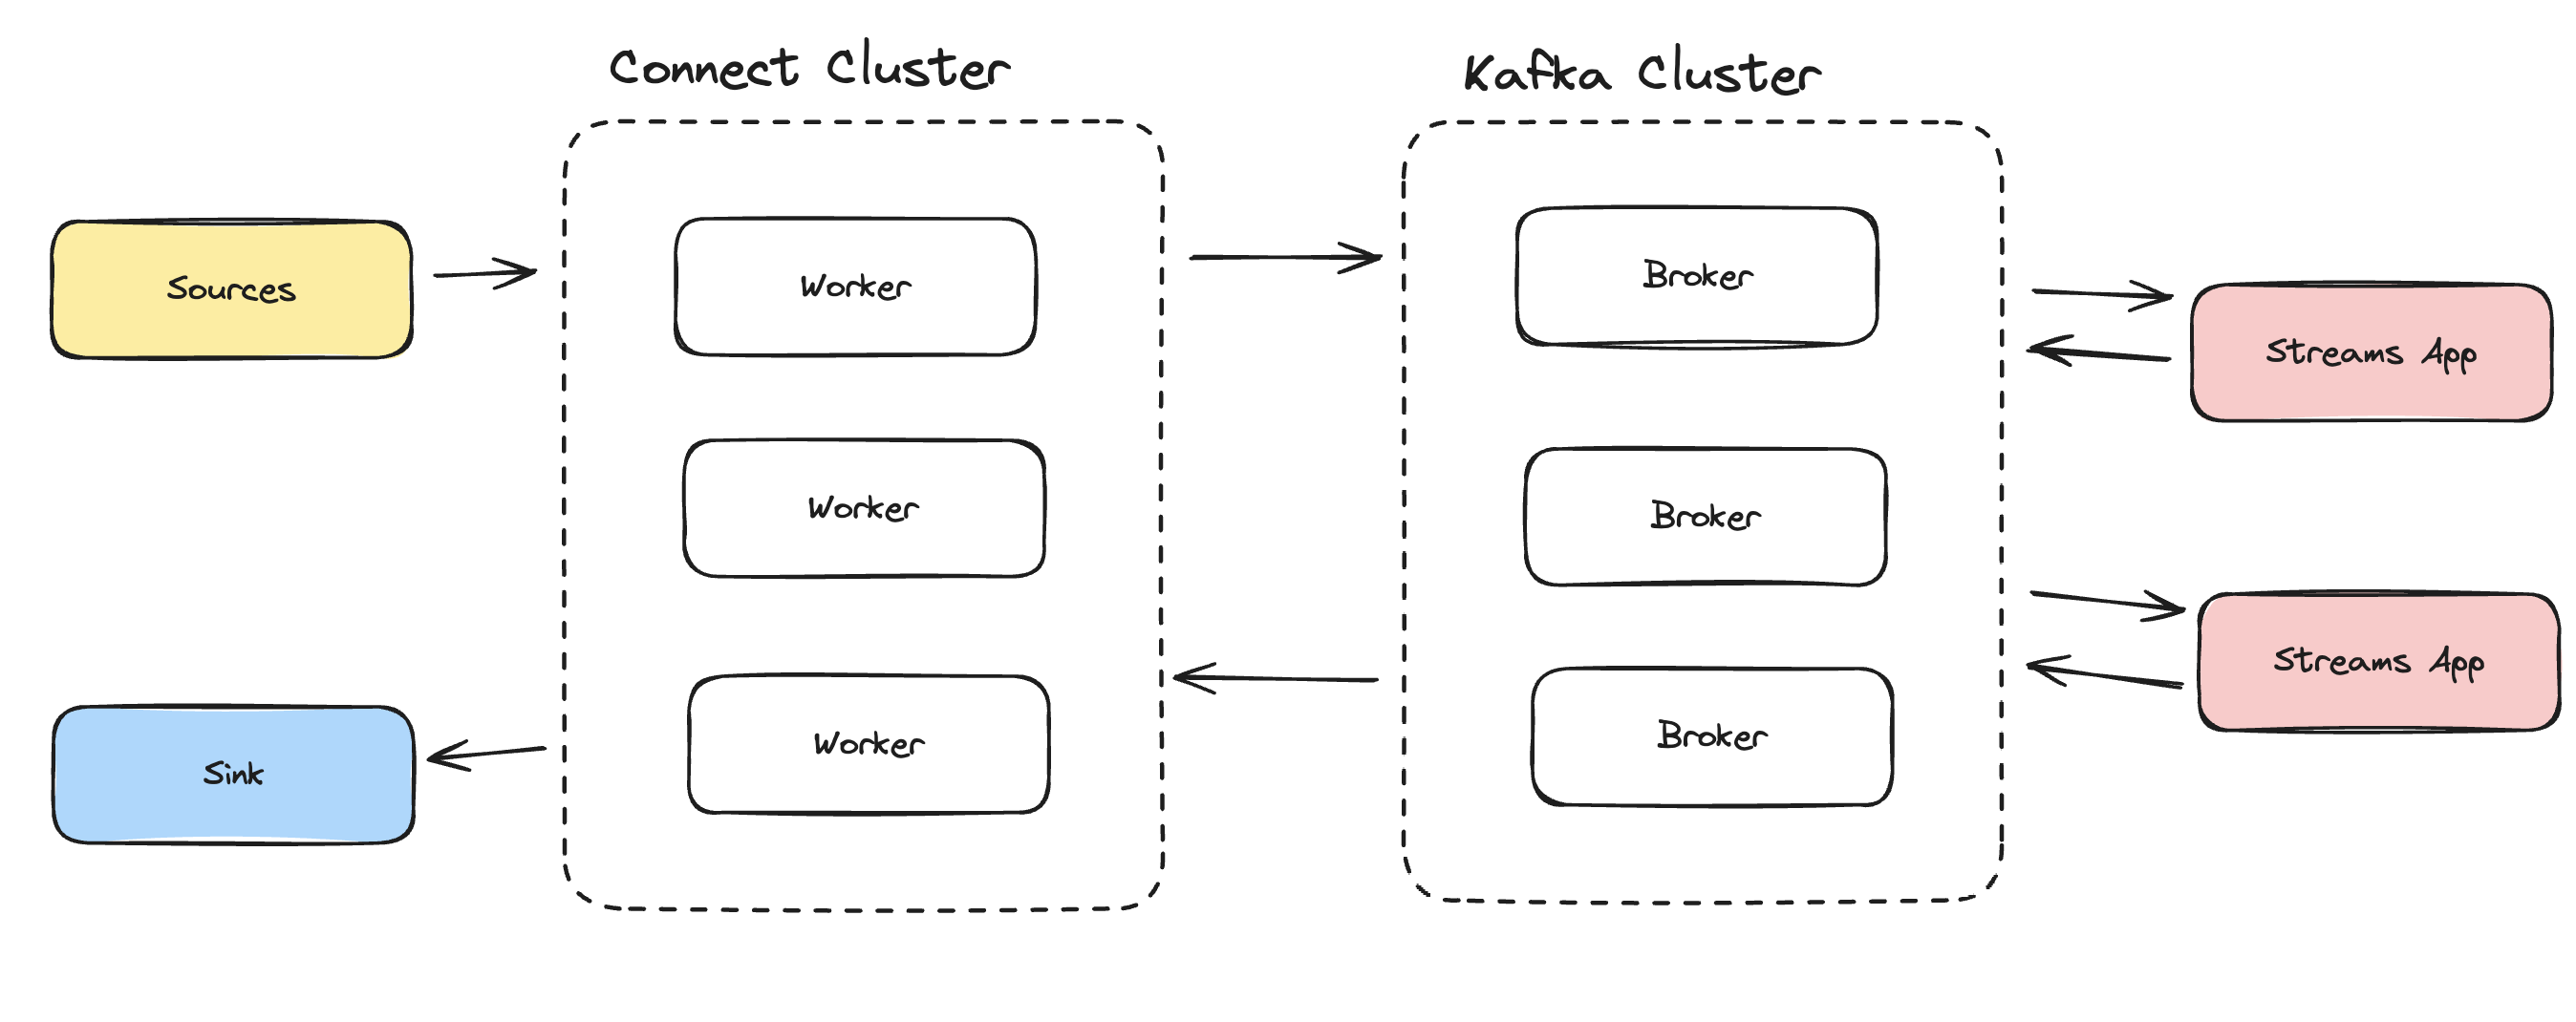 Connect Cluster
Kafka Cluster
Sources
Worker
Broker
Streams App
Worker
Broker
Streams App
Sink
Worker
Broker